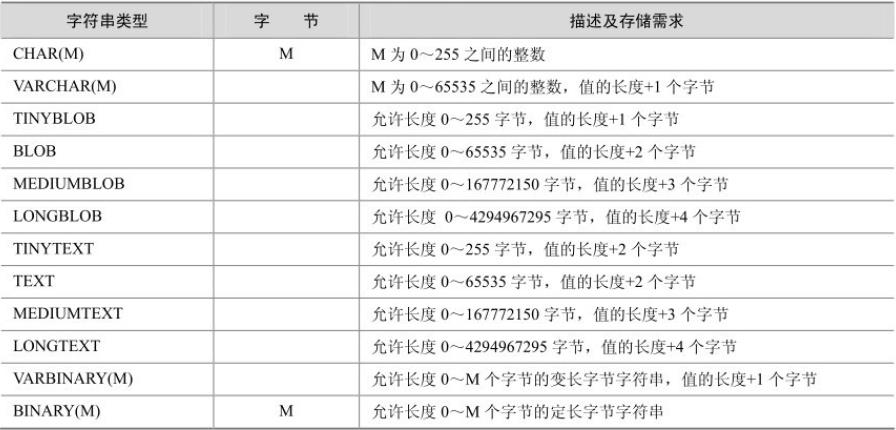 字符串类型 字 节 描述及存储需求
CHAR(M) M M 为 0～255 之间的整数
VARCHAR(M) M 为 0～65535 之间的整数，值的长度+1 个字节
TINYBLOB 允许长度 0～255 字节，值的长度+1 个字节
BLOB 允许长度 0～65535 字节，值的长度+2 个字节
MEDIUMBLOB 允许长度 0～167772150 字节，值的长度+3 个字节
LONGBLOB 允许长度 0～4294967295 字节，值的长度+4 个字节
TINYTEXT 允许长度 0～255 字节，值的长度+2 个字节
TEXT 允许长度 0～65535 字节，值的长度+2 个字节
MEDIUMTEXT 允许长度 0～167772150 字节，值的长度+3 个字节
LONGTEXT 允许长度 0～4294967295 字节，值的长度+4 个字节
VARBINARY(M) 允许长度 0～M 个字节的变长字节字符串，值的长度+1 个字节
BINARY(M) M 允许长度 0～M 个字节的定长字节字符串